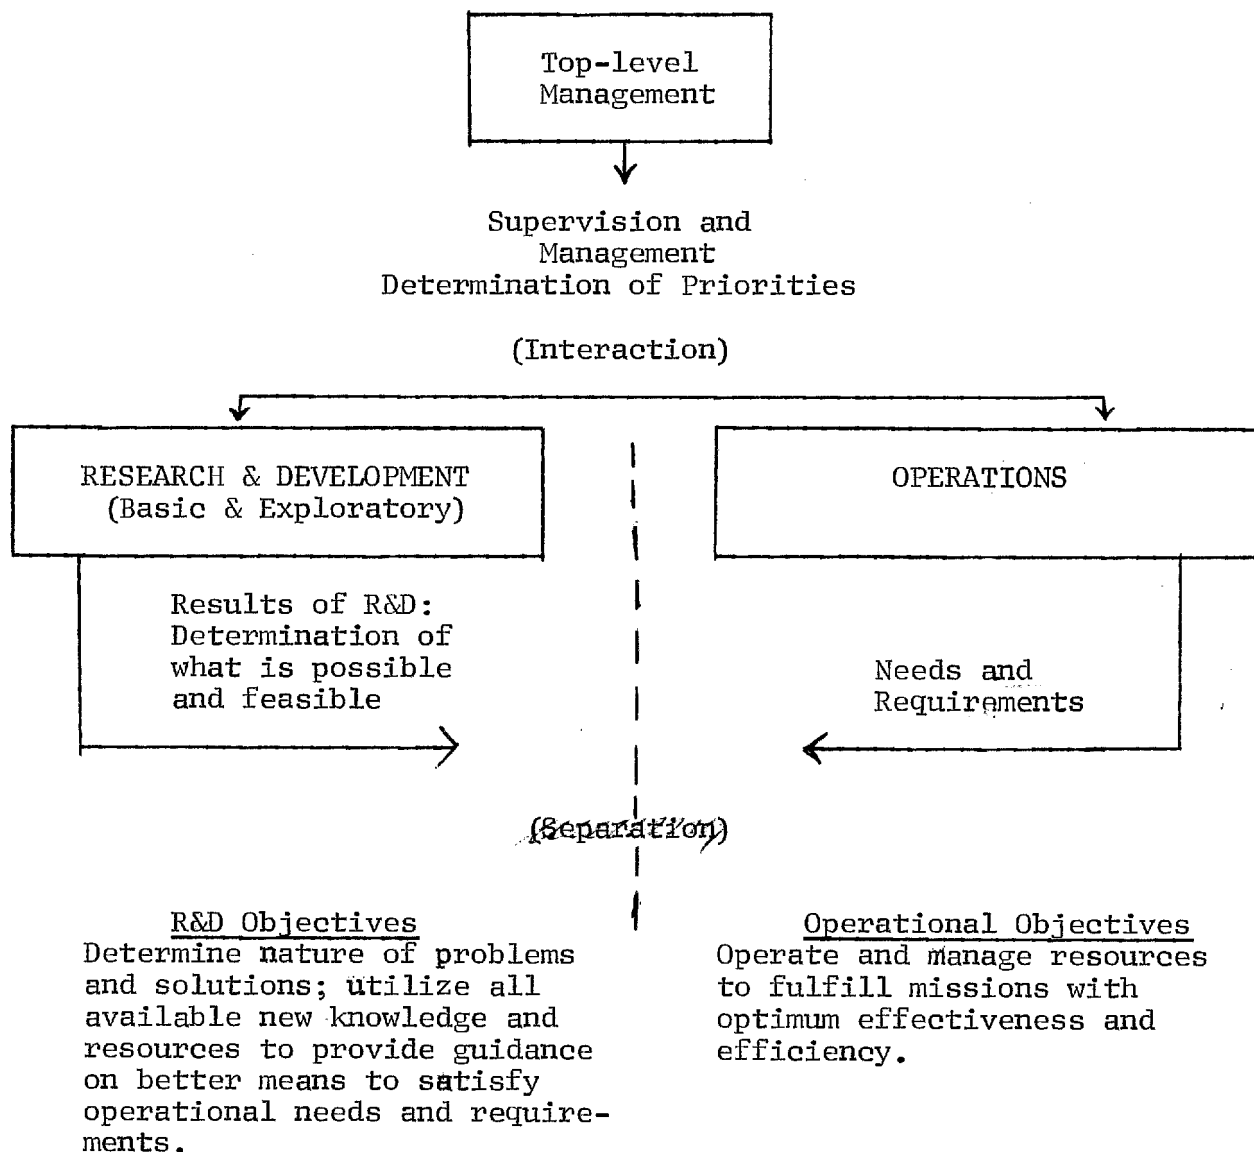 Top-level
Management
Supervision and
Management
Determination of Priorities
(Interaction)
RESEARCH & DEVELOPMENT
(Basic & Exploratory)
OPERATIONS
Results of R&D:
Determination of
what is possible
and feasible
Needs and
Requirements
(Separation)
R&D Objectives
Determine nature of problems
and solutions; utilize all
available new knowledge and
resources to provide guidance
on better means to satisfy
operational needs and require-
ments.
Operational Objectives
Operate and manage resources
to fulfill missions with
optimum effectiveness and
efficiency.